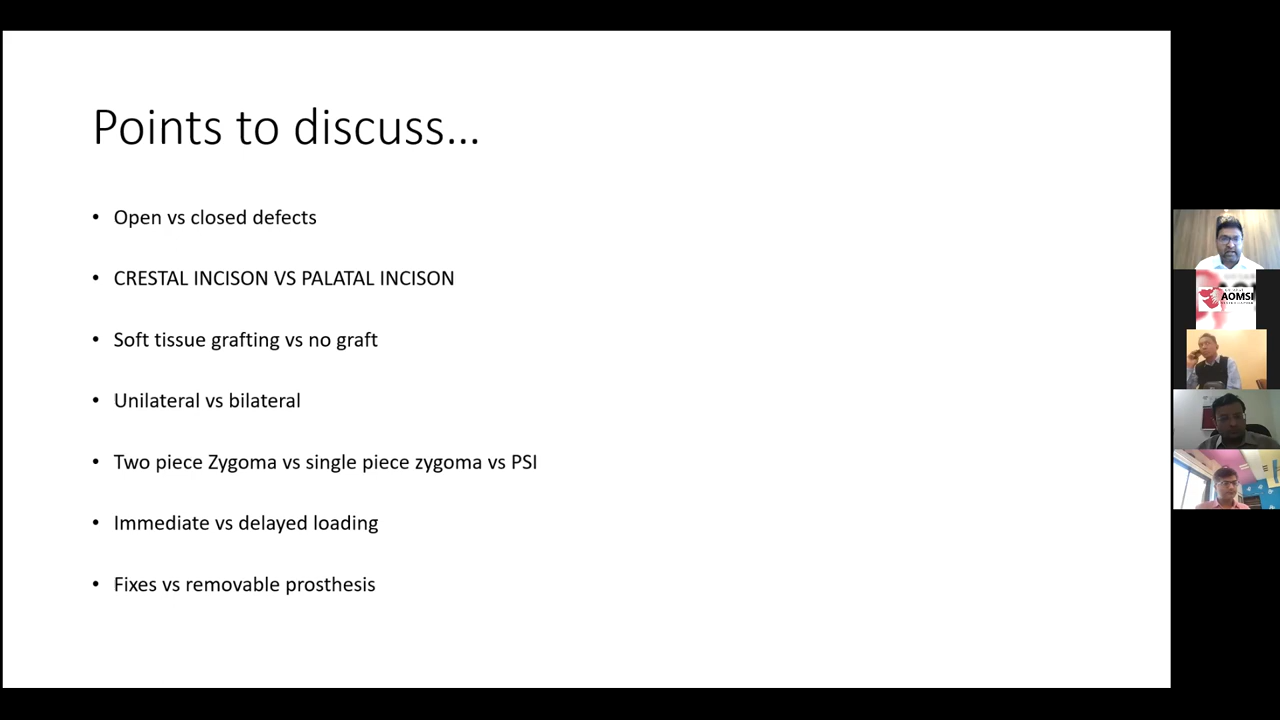 Points to discuss...
• Open vs closed defects
• CRESTAL INCISON VS PALATAL INCISON
• Soft tissue grafting vs no graft
• Unilateral vs bilateral
• Two piece Zygoma vs single piece zygoma vs PSI
• Immediate vs delayed loading
• Fixes vs removable prosthesis
AOMSI